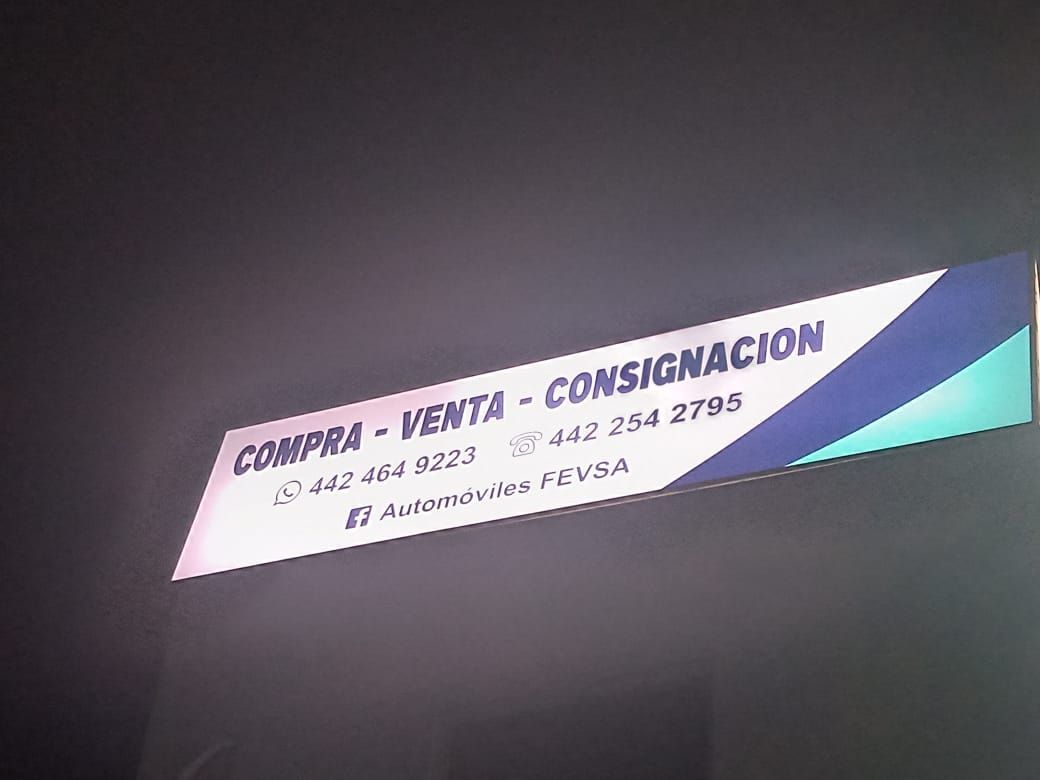 COMPRA - VENTA - CONSIGNACION
442 464 9223 442 254 2795
Automóviles FEVSA